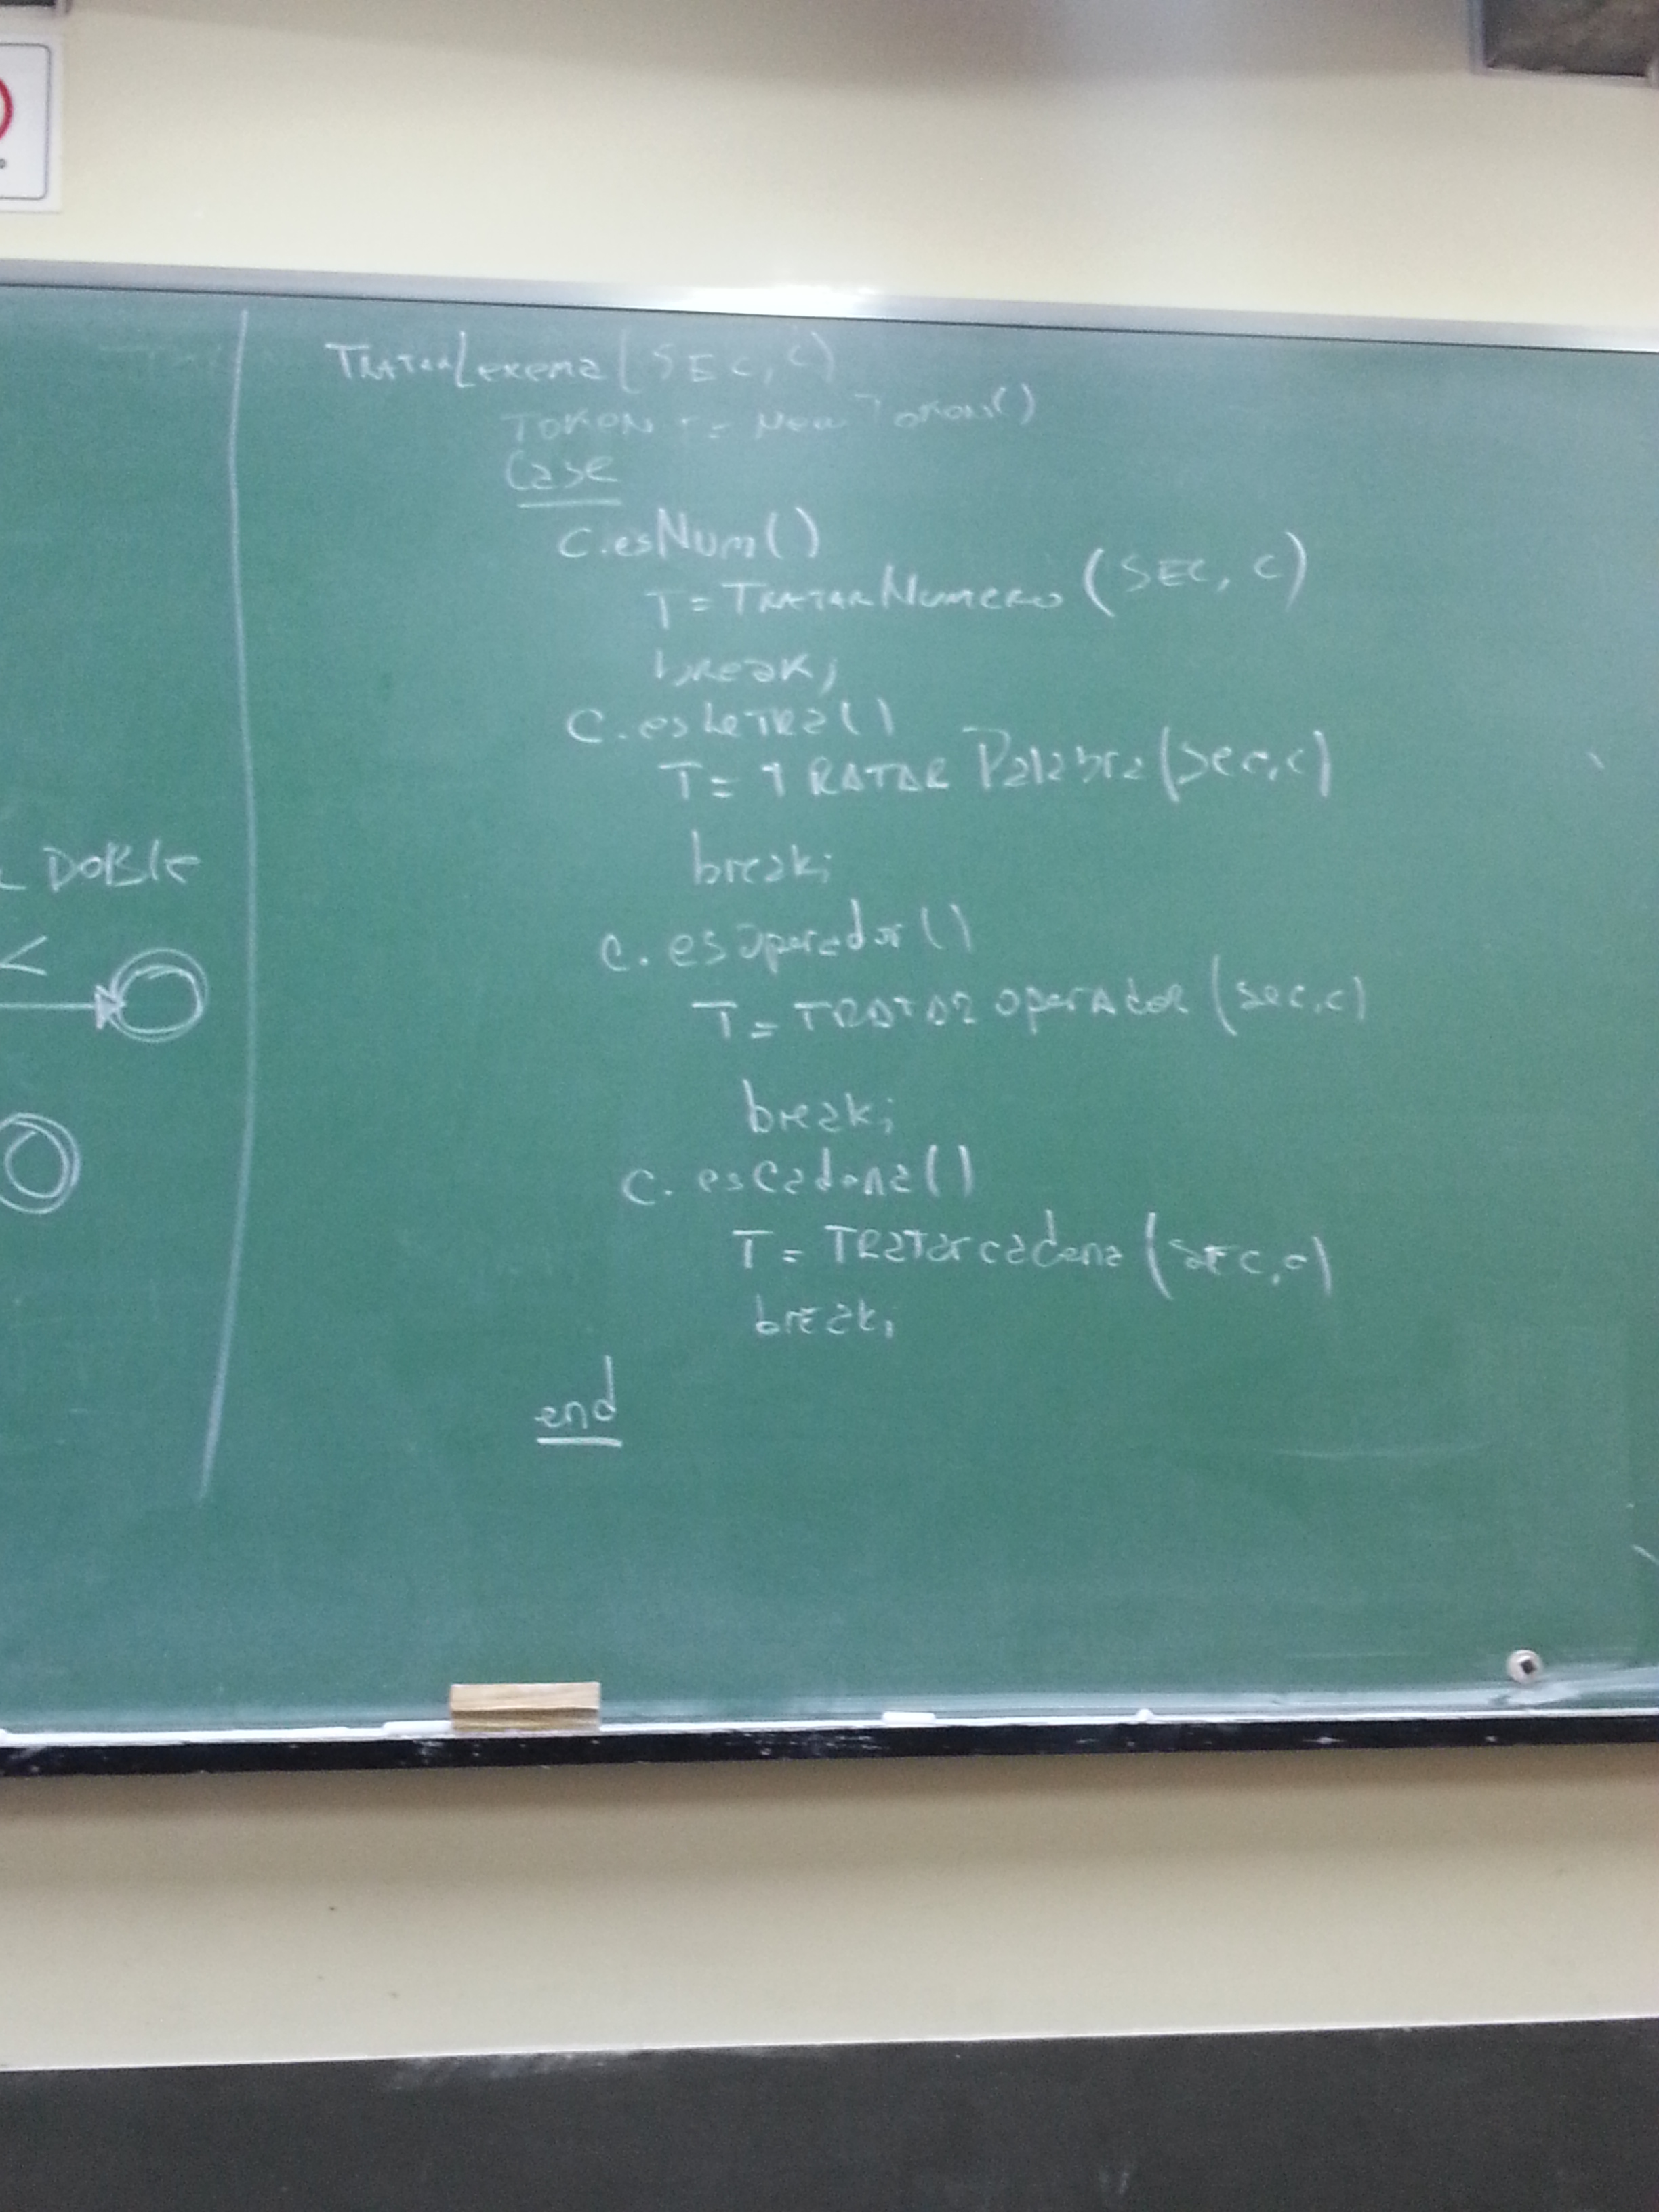 TRATARLexema(SEC, C)
TOKEN T = New Token()
Case
C.esNum()
T = TRATARNumero (SEC, C)
break;
C.esLeTRa()
T = TRATAR Palabra(Sec,c)
break;
C.esOperador()
T = TRATAR operador (sec,c)
break;
C.esCadena()
T = TRatarcadena (SEC,c)
break;
end
DOBLE
<